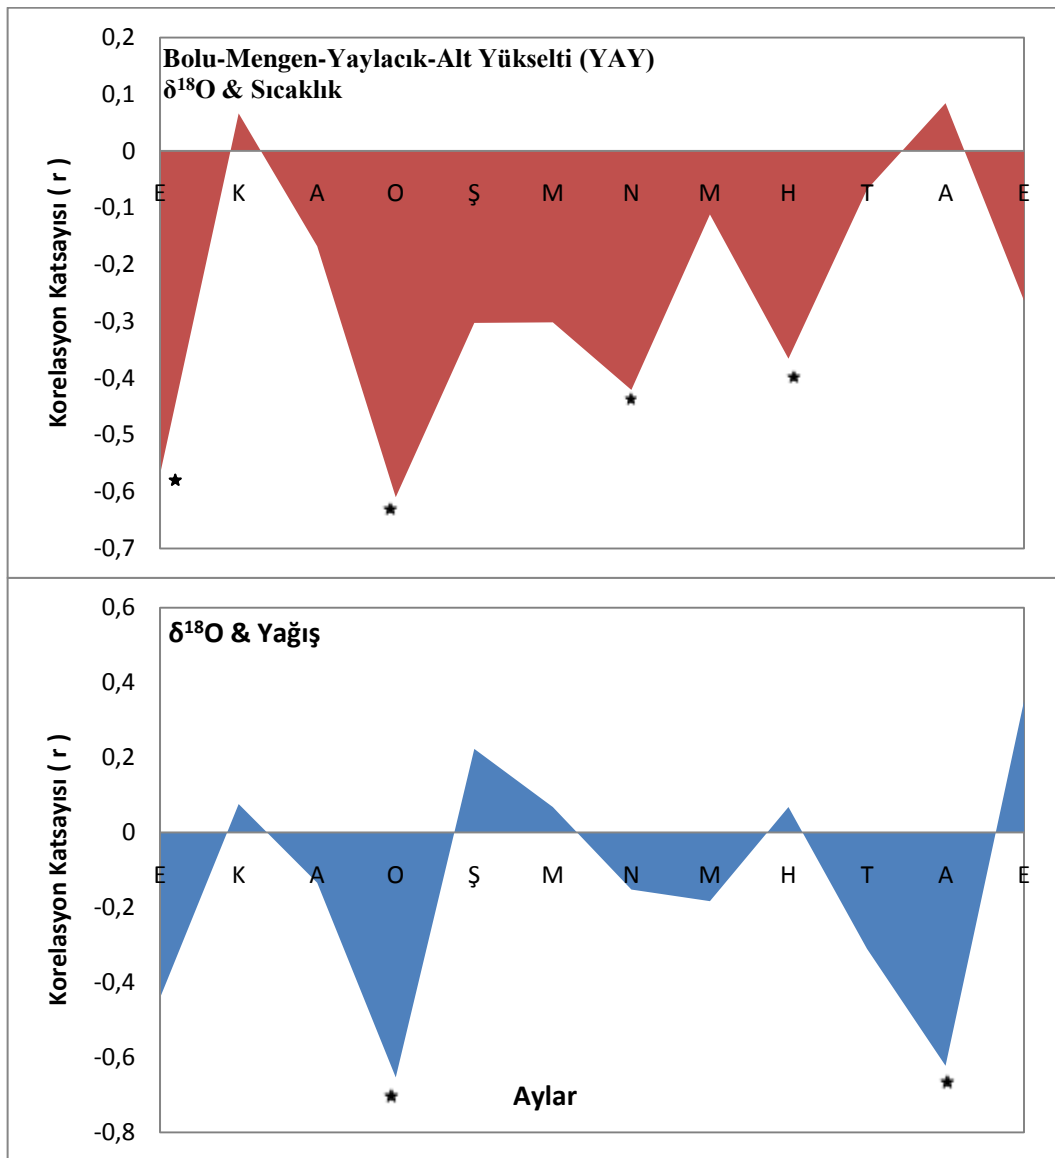 Bolu-Mengen-Yaylacık-Alt Yükselti (YAY)
δ18O & Sıcaklık
Korelasyon Katsayısı ( r )
0,2
0,1
0
-0,1
-0,2
-0,3
-0,4
-0,5
-0,6
-0,7
E K A O Ş M N M H T A E
δ18O & Yağış
Korelasyon Katsayısı ( r )
0,6
0,4
0,2
0
-0,2
-0,4
-0,6
-0,8
E K A O Ş M N M H T A E
Aylar